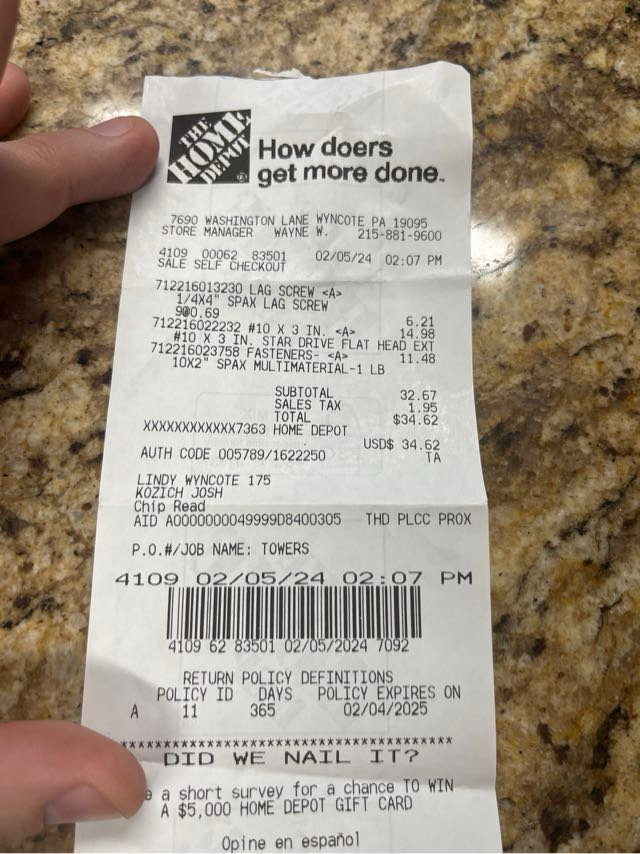 THE
HOME
DEPOT
®
How doers
get more done.™
7690 WASHINGTON LANE WYNCOTE PA 19095
STORE MANAGER WAYNE W. 215-881-9600
4109 00062 83501 02/05/24 02:07 PM
SALE SELF CHECKOUT
712216013230 LAG SCREW <A>
1/4X4" SPAX LAG SCREW
9@0.69 6.21
712216022232 #10 X 3 IN. <A> 14.98
#10 X 3 IN. STAR DRIVE FLAT HEAD EXT
712216023758 FASTENERS- <A> 11.48
10X2" SPAX MULTIMATERIAL-1 LB
SUBTOTAL 32.67
SALES TAX 1.95
TOTAL $34.62
XXXXXXXXXXXX7363 HOME DEPOT
USD$ 34.62
AUTH CODE 005789/1622250 TA
LINDY WYNCOTE 175
KOZICH JOSH
Chip Read
AID A0000000049999D8400305 THD PLCC PROX
P.O.#/JOB NAME: TOWERS
4109 02/05/24 02:07 PM
4109 62 83501 02/05/2024 7092
RETURN POLICY DEFINITIONS
POLICY ID DAYS POLICY EXPIRES ON
A 11 365 02/04/2025
************************************
DID WE NAIL IT?
a short survey for a chance TO WIN
A $5,000 HOME DEPOT GIFT CARD
Opine en español